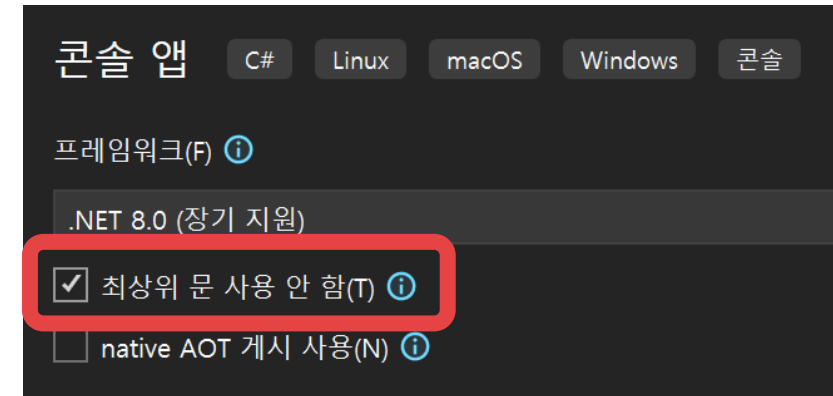 콘솔 앱 C# Linux macOS Windows 콘솔
프레임워크(F)
.NET 8.0 (장기 지원)
최상위 문 사용 안 함(T)
native AOT 게시 사용(N)